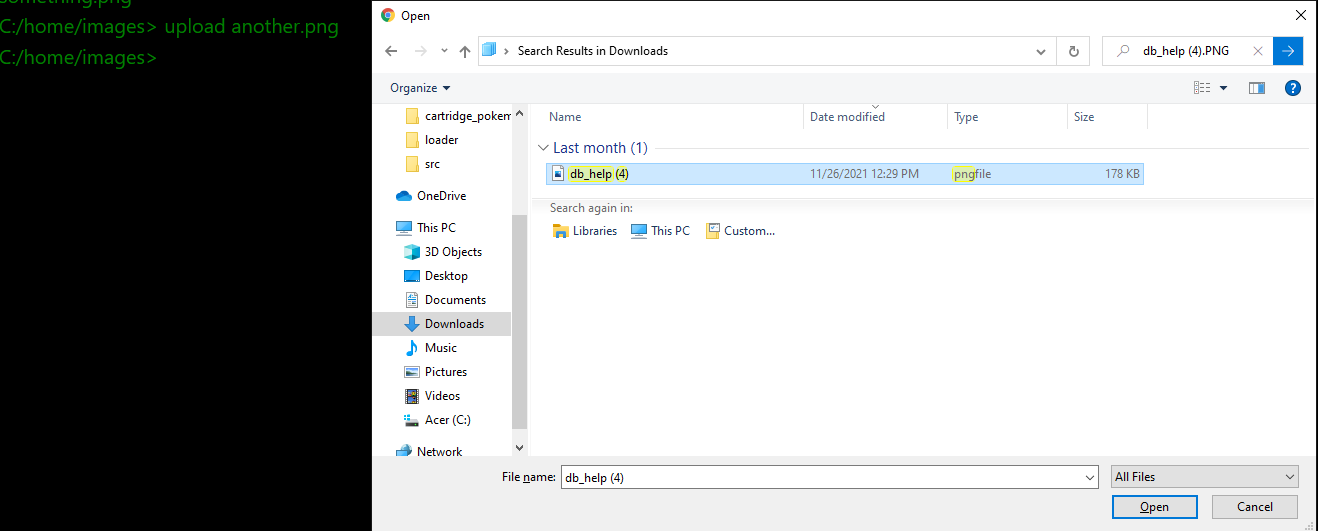 something.png
C:/home/images> upload another.png
C:/home/images>
Open
Search Results in Downloads
db_help (4).PNG
Organize
cartridge_pokem
loader
src
OneDrive
This PC
3D Objects
Desktop
Documents
Downloads
Music
Pictures
Videos
Acer (C:)
Network
Name Date modified Type Size
Last month (1)
db_help (4) 11/26/2021 12:29 PM pngfile 178 KB
Search again in:
Libraries This PC Custom...
File name: db_help (4) All Files
Open Cancel